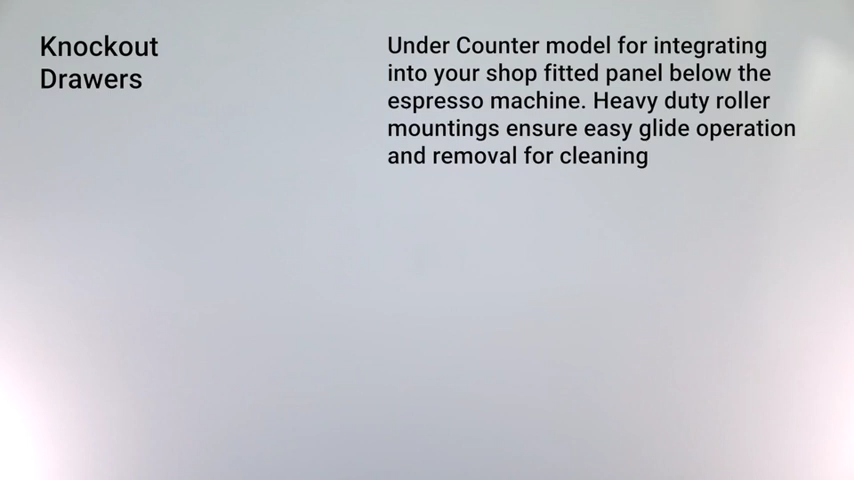 Knockout
Drawers
Under Counter model for integrating
into your shop fitted panel below the
espresso machine. Heavy duty roller
mountings ensure easy glide operation
and removal for cleaning